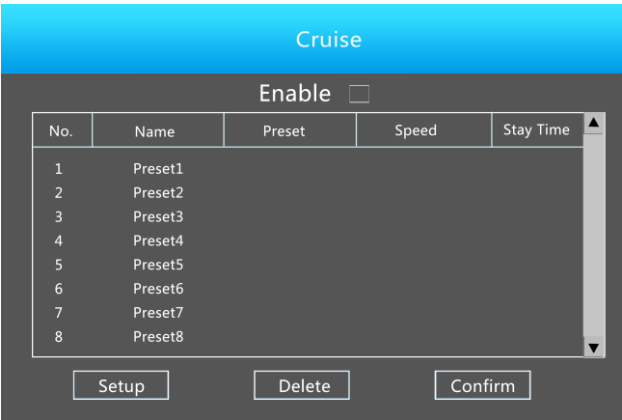 Cruise
Enable
No. Name Preset Speed Stay Time
1 Preset1
2 Preset2
3 Preset3
4 Preset4
5 Preset5
6 Preset6
7 Preset7
8 Preset8
Setup Delete Confirm